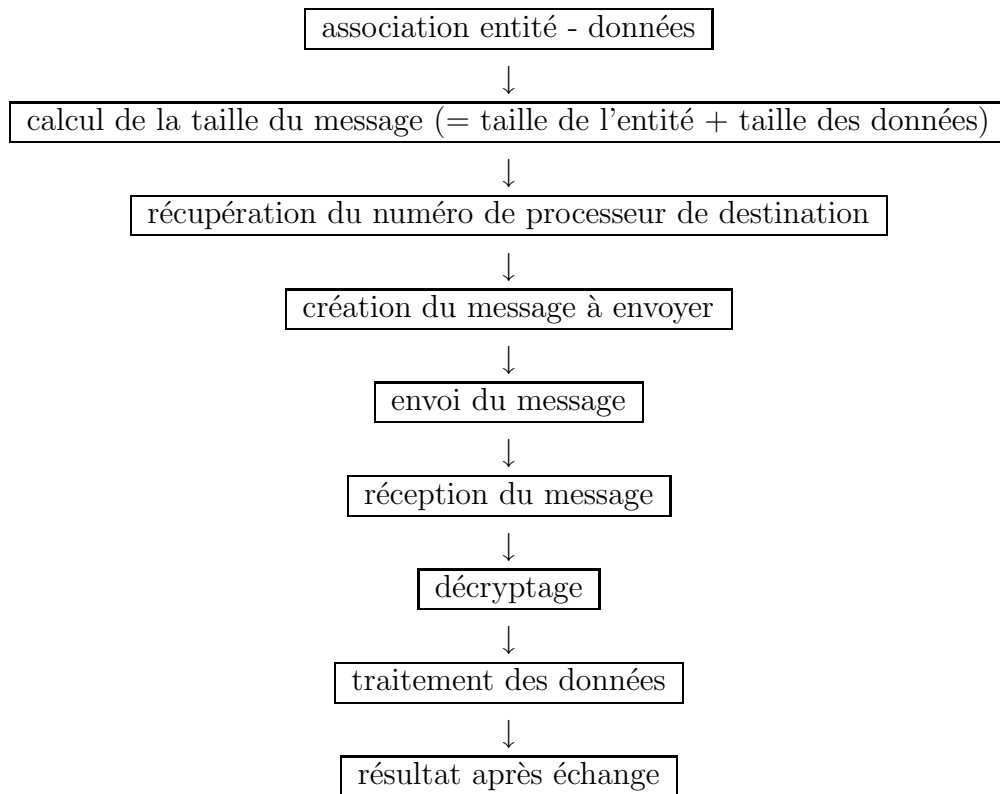 association entité - données
↓
calcul de la taille du message (= taille de l'entité + taille des données)
↓
récupération du numéro de processeur de destination
↓
création du message à envoyer
↓
envoi du message
↓
réception du message
↓
décryptage
↓
traitement des données
↓
résultat après échange